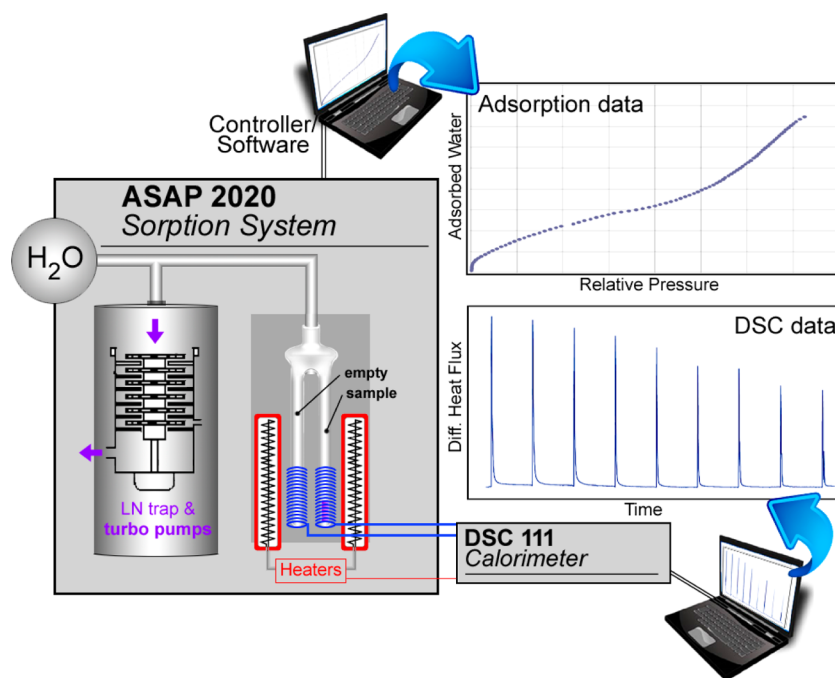 Controller/
Software
ASAP 2020
Sorption System
H2O
empty
sample
LN trap &
turbo pumps
Heaters
Adsorption data
Adsorbed Water
Relative Pressure
DSC data
Diff. Heat Flux
Time
DSC 111
Calorimeter